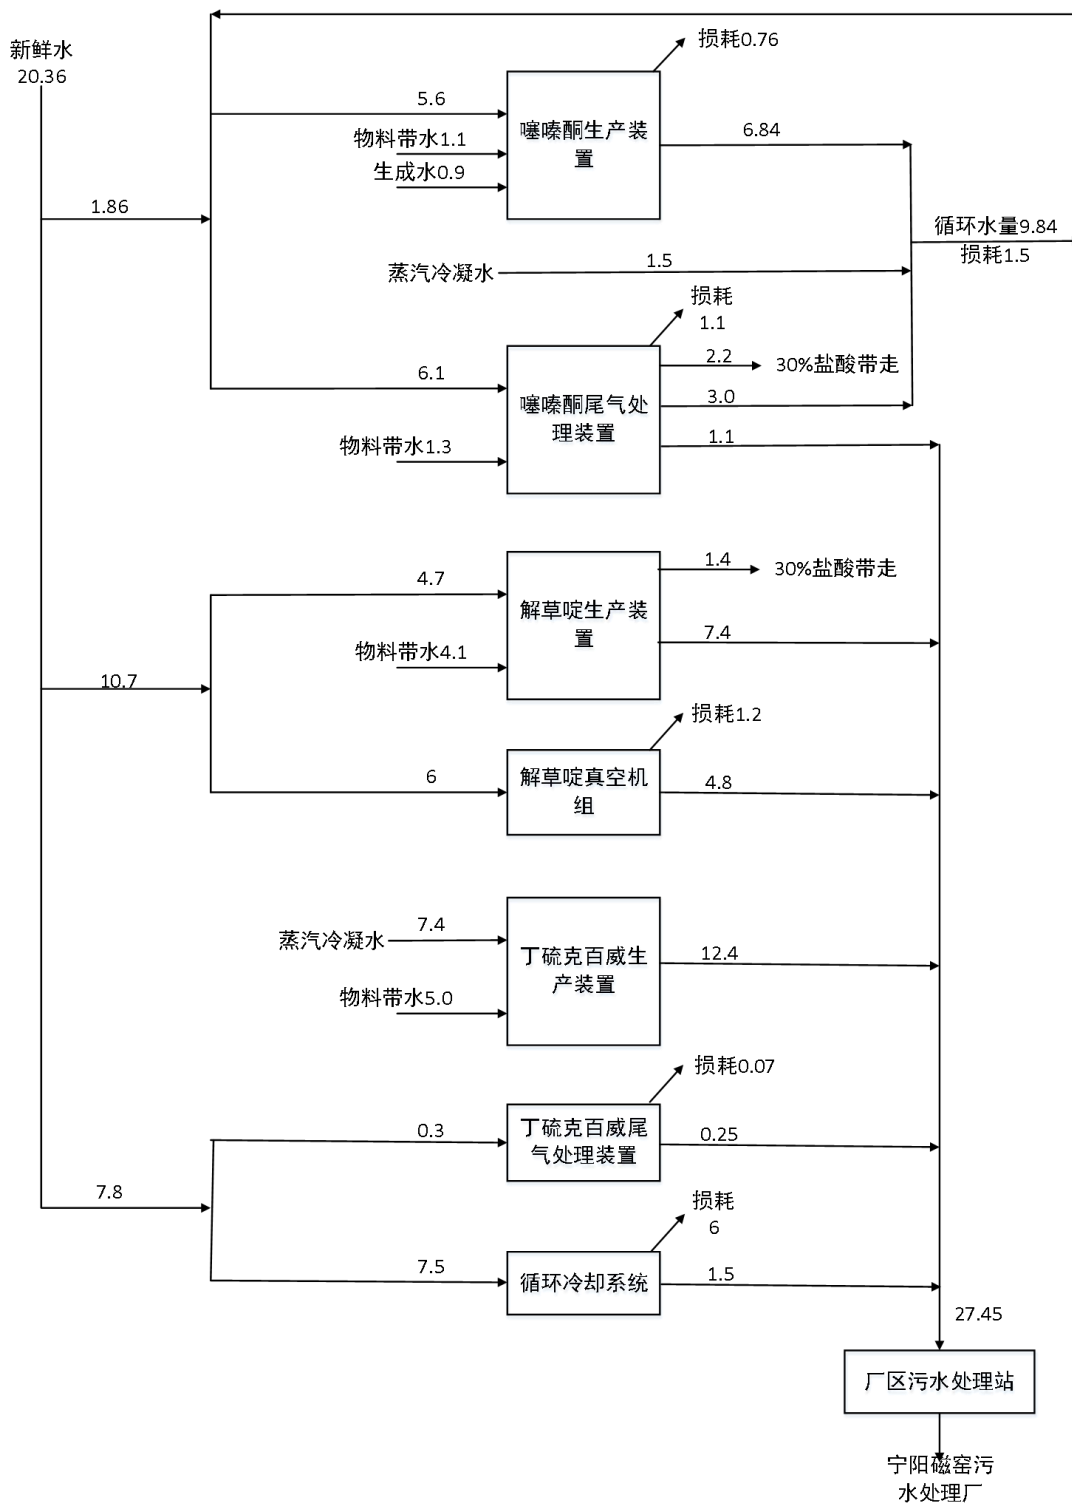 新鲜水
20.36
损耗0.76
5.6
物料带水1.1
生成水0.9
噻嗪酮生产装
置
6.84
1.86
循环水量9.84
损耗1.5
蒸汽冷凝水
1.5
损耗
1.1
6.1
物料带水1.3
噻嗪酮尾气处
理装置
2.2
30%盐酸带走
3.0
1.1
4.7
物料带水4.1
解草啶生产装
置
1.4
30%盐酸带走
7.4
10.7
损耗1.2
6
解草啶真空机
组
4.8
蒸汽冷凝水
7.4
物料带水5.0
丁硫克百威生
产装置
12.4
损耗0.07
0.3
丁硫克百威尾
气处理装置
0.25
7.8
损耗
6
7.5
循环冷却系统
1.5
27.45
厂区污水处理站
宁阳磁窑污
水处理厂